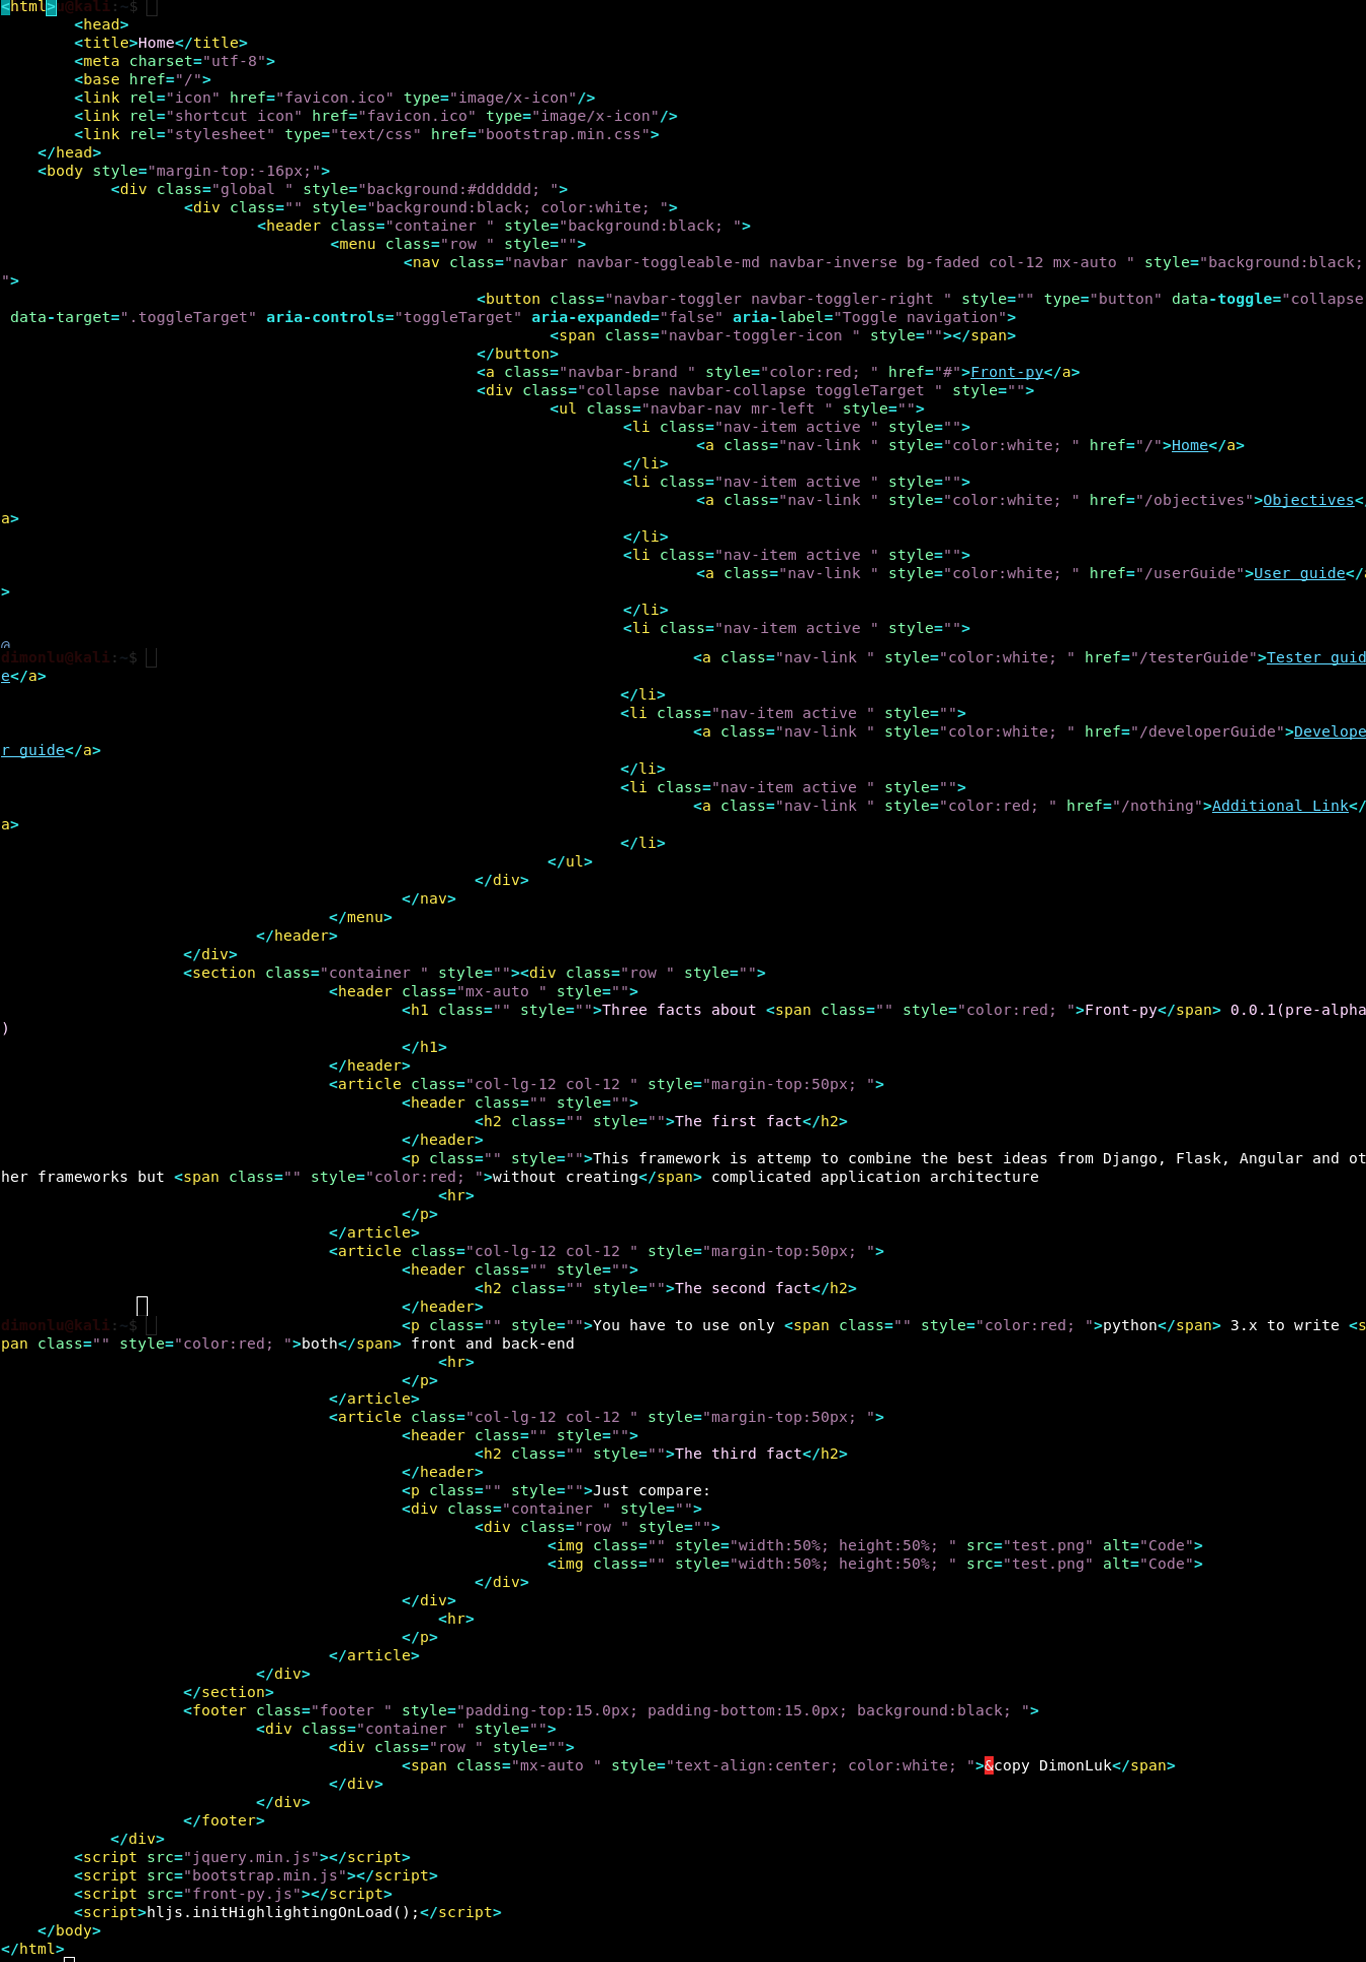 <html>u@kali:~$
<head>
<title>Home</title>
<meta charset="utf-8">
<base href="/">
<link rel="icon" href="favicon.ico" type="image/x-icon"/>
<link rel="shortcut icon" href="favicon.ico" type="image/x-icon"/>
<link rel="stylesheet" type="text/css" href="bootstrap.min.css">
</head>
<body style="margin-top:-16px;">
<div class="global " style="background:#dddddd; ">
<div class="" style="background:black; color:white; ">
<header class="container " style="background:black; ">
<menu class="row " style="">
<nav class="navbar navbar-toggleable-md navbar-inverse bg-faded col-12 mx-auto " style="background:black;
">
<button class="navbar-toggler navbar-toggler-right " style="" type="button" data-toggle="collapse
data-target=".toggleTarget" aria-controls="toggleTarget" aria-expanded="false" aria-label="Toggle navigation">
<span class="navbar-toggler-icon " style=""></span>
</button>
<a class="navbar-brand " style="color:red; " href="#">Front-py</a>
<div class="collapse navbar-collapse toggleTarget " style="">
<ul class="navbar-nav mr-left " style="">
<li class="nav-item active " style="">
<a class="nav-link " style="color:white; " href="/">Home</a>
</li>
<li class="nav-item active " style="">
<a class="nav-link " style="color:white; " href="/objectives">Objectives</
a>
</li>
<li class="nav-item active " style="">
<a class="nav-link " style="color:white; " href="/userGuide">User guide</a
>
</li>
<li class="nav-item active " style="">
@
dimonlu@kali:~$ <a class="nav-link " style="color:white; " href="/testerGuide">Tester guid
e</a>
</li>
<li class="nav-item active " style="">
<a class="nav-link " style="color:white; " href="/developerGuide">Develope
r guide</a>
</li>
<li class="nav-item active " style="">
<a class="nav-link " style="color:red; " href="/nothing">Additional Link</
a>
</li>
</ul>
</div>
</nav>
</menu>
</header>
</div>
<section class="container " style=""><div class="row " style="">
<header class="mx-auto " style="">
<h1 class="" style="">Three facts about <span class="" style="color:red; ">Front-py</span> 0.0.1(pre-alpha
)
</h1>
</header>
<article class="col-lg-12 col-12 " style="margin-top:50px; ">
<header class="" style="">
<h2 class="" style="">The first fact</h2>
</header>
<p class="" style="">This framework is attemp to combine the best ideas from Django, Flask, Angular and ot
her frameworks but <span class="" style="color:red; ">without creating</span> complicated application architecture
<hr>
</p>
</article>
<article class="col-lg-12 col-12 " style="margin-top:50px; ">
<header class="" style="">
<h2 class="" style="">The second fact</h2>
</header>
dimonlu@kali:~$ <p class="" style="">You have to use only <span class="" style="color:red; ">python</span> 3.x to write <s
pan class="" style="color:red; ">both</span> front and back-end
<hr>
</p>
</article>
<article class="col-lg-12 col-12 " style="margin-top:50px; ">
<header class="" style="">
<h2 class="" style="">The third fact</h2>
</header>
<p class="" style="">Just compare:
<div class="container " style="">
<div class="row " style="">
<img class="" style="width:50%; height:50%; " src="test.png" alt="Code">
<img class="" style="width:50%; height:50%; " src="test.png" alt="Code">
</div>
</div>
<hr>
</p>
</article>
</div>
</section>
<footer class="footer " style="padding-top:15.0px; padding-bottom:15.0px; background:black; ">
<div class="container " style="">
<div class="row " style="">
<span class="mx-auto " style="text-align:center; color:white; ">&copy DimonLuk</span>
</div>
</div>
</footer>
</div>
<script src="jquery.min.js"></script>
<script src="bootstrap.min.js"></script>
<script src="front-py.js"></script>
<script>hljs.initHighlightingOnLoad();</script>
</body>
</html>